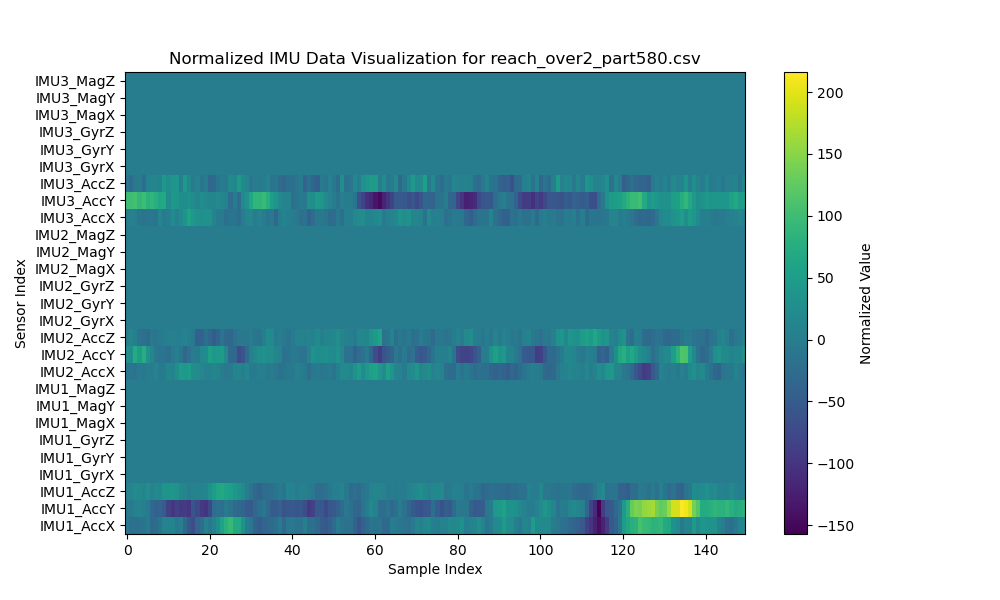 Normalized IMU Data Visualization for reach_over2_part580.csv
IMU3_MagZ
IMU3_MagY
IMU3_MagX
IMU3_GyrZ
IMU3_GyrY
IMU3_GyrX
IMU3_AccZ
IMU3_AccY
IMU3_AccX
IMU2_MagZ
IMU2_MagY
IMU2_MagX
IMU2_GyrZ
IMU2_GyrY
IMU2_GyrX
IMU2_AccZ
IMU2_AccY
IMU2_AccX
IMU1_MagZ
IMU1_MagY
IMU1_MagX
IMU1_GyrZ
IMU1_GyrY
IMU1_GyrX
IMU1_AccZ
IMU1_AccY
IMU1_AccX
Sensor Index
0 20 40 60 80 100 120 140
Sample Index
200
150
100
50
0
−50
−100
−150
Normalized Value